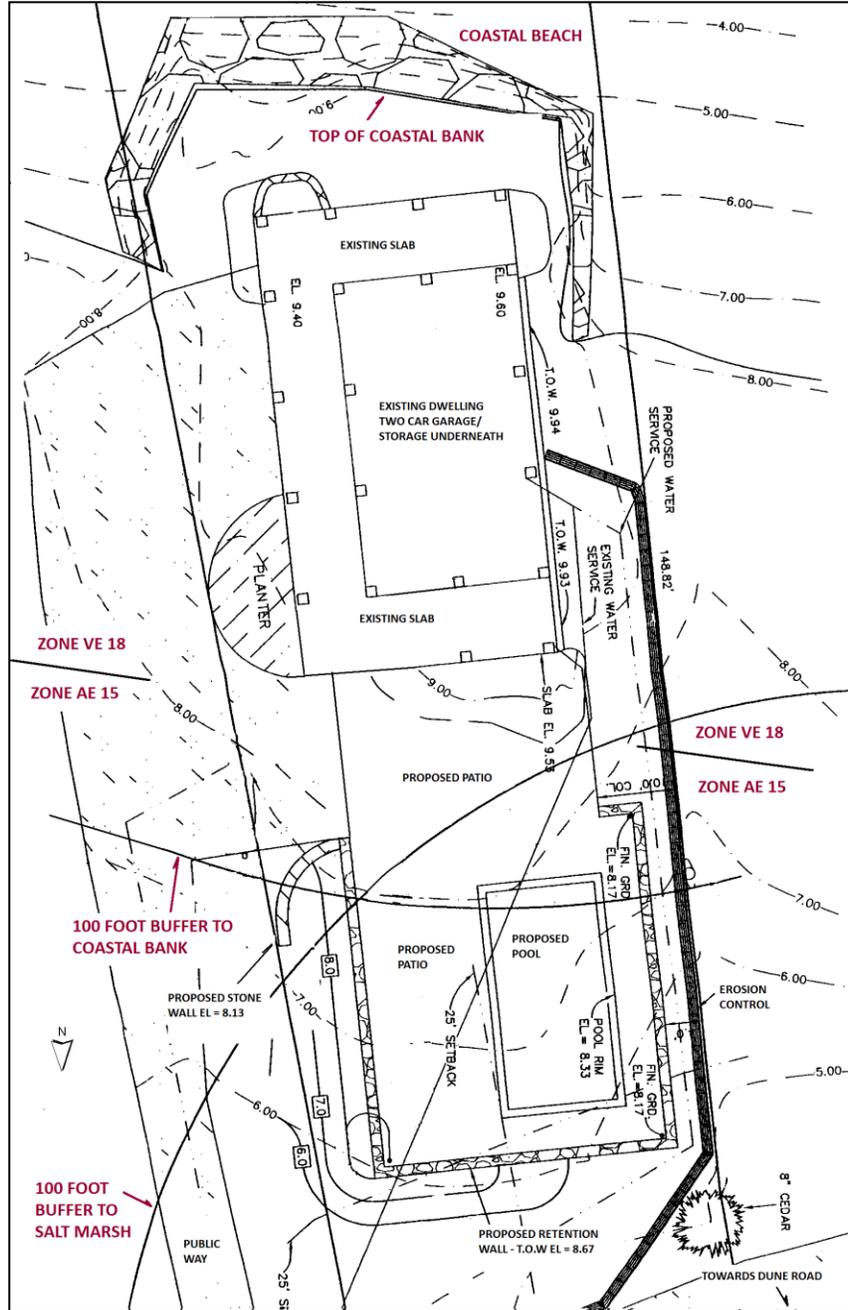 COASTAL BEACH
4.00
5.00
9.0
TOP OF COASTAL BANK
6.00
EXISTING SLAB
EL. 9.40
EL. 9.60
7.00
8.00
8.00
T.O.W. 9.94
EXISTING DWELLING
TWO CAR GARAGE/
STORAGE UNDERNEATH
PROPOSED WATER
SERVICE
148.82'
T.O.W. 9.93
EXISTING WATER
SERVICE
PLANTER
EXISTING SLAB
ZONE VE 18
ZONE AE 15
8.00
8.00
9.00
SLAB EL. 9.55
ZONE VE 18
ZONE AE 15
PROPOSED PATIO
FIN. GRD
EL.=8.17
7.00
100 FOOT BUFFER TO
COASTAL BANK
PROPOSED
PATIO
PROPOSED
POOL
8.0
6.00
PROPOSED STONE
WALL EL = 8.13
7.00
EROSION
CONTROL
25' SETBACK
POOL RIM
EL.= 8.33
N
FIN. GRD.
EL.=8.17
5.00
7.0
6.00
6.0
8" CEDAR
100 FOOT
BUFFER TO
SALT MARSH
PUBLIC
WAY
PROPOSED RETENTION
WALL - T.O.W EL = 8.67
TOWARDS DUNE ROAD